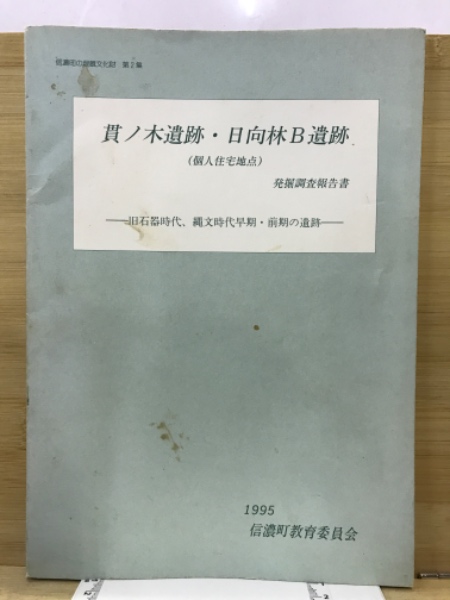 信濃町の埋蔵文化財 第2集
貫ノ木遺跡・日向林B遺跡
(個人住宅地点)
発掘調査報告書
――旧石器時代、縄文時代早期・前期の遺跡――
1995
信濃町教育委員会